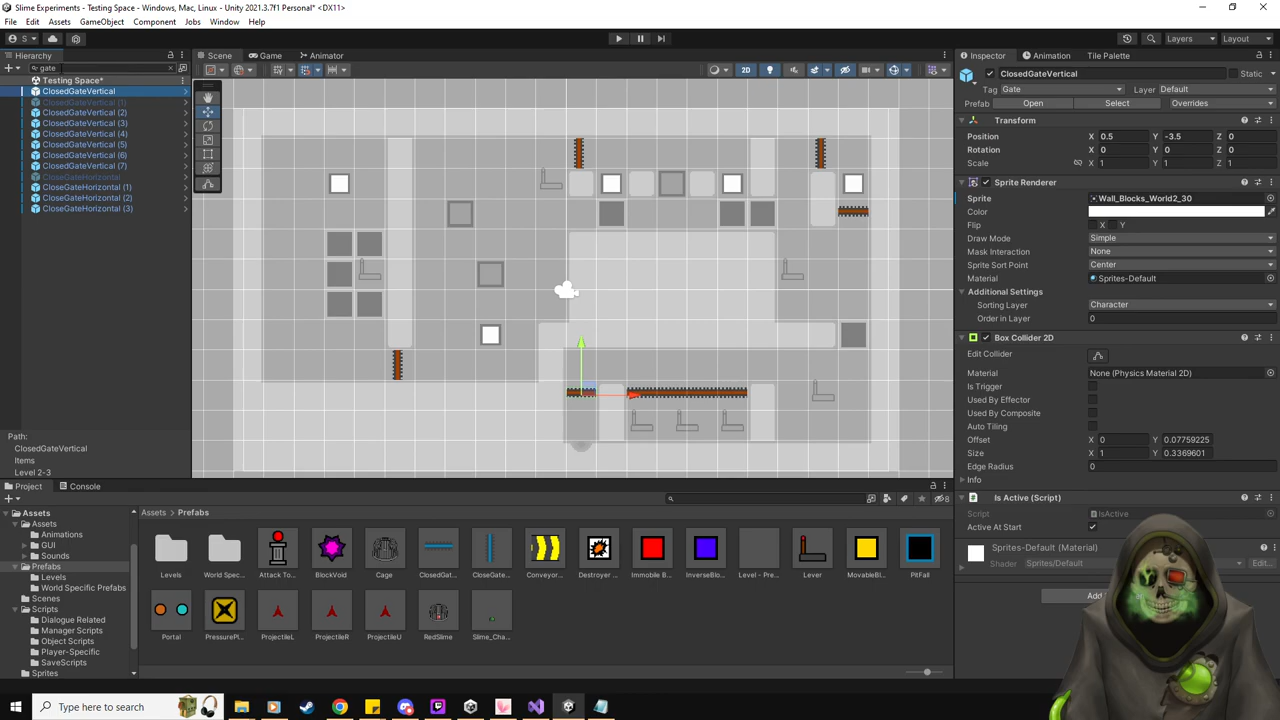 Slime Experiments - Testing Space - Windows, Mac, Linux - Unity 2021.3.7f1 Personal* <DX11>
File Edit Assets GameObject Component Jobs Window Help
S Layers Layout
Hierarchy
gate
Testing Space*
ClosedGateVertical
ClosedGateVertical (1)
ClosedGateVertical (2)
ClosedGateVertical (3)
ClosedGateVertical (4)
ClosedGateVertical (5)
ClosedGateVertical (6)
ClosedGateVertical (7)
CloseGateHorizontal
CloseGateHorizontal (1)
CloseGateHorizontal (2)
CloseGateHorizontal (3)
Path:
ClosedGateVertical
Items
Level 2-3
Scene Game Animator
2D
Inspector Animation Tile Palette
ClosedGateVertical Static
Tag Gate Layer Default
Prefab Open Select Overrides
Transform
Position X 0.5 Y -3.5 Z 0
Rotation X 0 Y 0 Z 0
Scale X 1 Y 1 Z 1
Sprite Renderer
Sprite Wall_Blocks_World2_30
Color
Flip X Y
Draw Mode Simple
Mask Interaction None
Sprite Sort Point Center
Material Sprites-Default
Additional Settings
Sorting Layer Character
Order in Layer 0
Box Collider 2D
Edit Collider
Material None (Physics Material 2D)
Is Trigger
Used By Effector
Used By Composite
Auto Tiling
Offset X 0 Y 0.07759225
Size X 1 Y 0.3369601
Edge Radius 0
Info
Is Active (Script)
Script IsActive
Active At Start
Sprites-Default (Material)
Shader Sprites/Default Edit...
Project Console
8
Assets
Assets
Animations
GUI
Sounds
Prefabs
Levels
World Specific Prefabs
Scenes
Scripts
Dialogue Related
Manager Scripts
Object Scripts
Player-Specific
SaveScripts
Sprites
Assets > Prefabs
Levels World Spec... Attack To... BlockVoid Cage ClosedGat... CloseGate... Conveyor... Destroyer ... Immobile B... InverseBlo... Level - Pre... Lever MovableBl... PitFall
Portal PressurePl... ProjectileL ProjectileR ProjectileU RedSlime Slime_Cha...
Type here to search